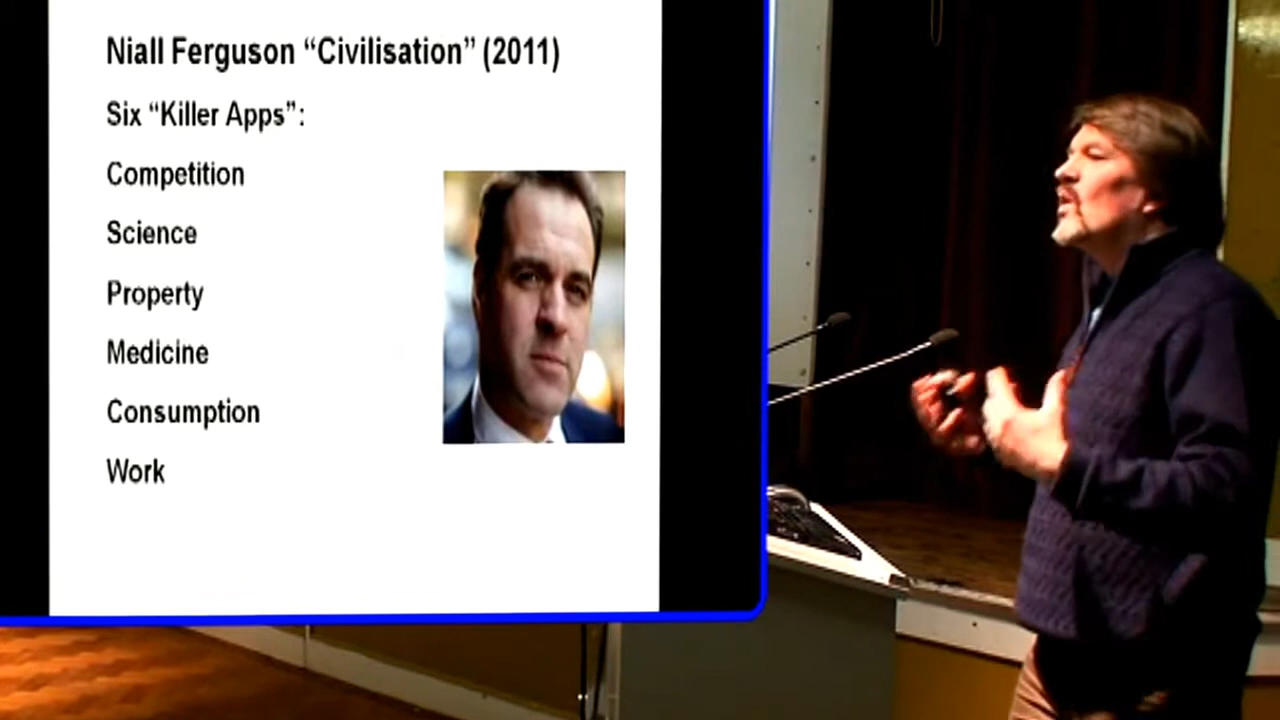 Niall Ferguson “Civilisation” (2011)
Six “Killer Apps”:
Competition
Science
Property
Medicine
Consumption
Work